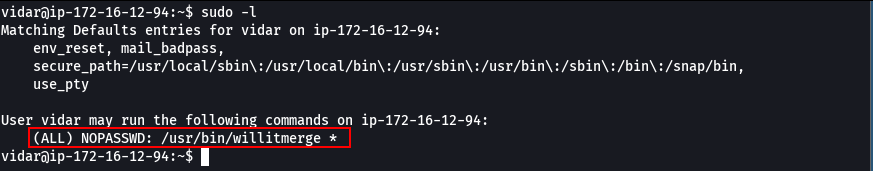 vidar@ip-172-16-12-94:~$ sudo -l
Matching Defaults entries for vidar on ip-172-16-12-94:
    env_reset, mail_badpass,
    secure_path=/usr/local/sbin\:/usr/local/bin\:/usr/sbin\:/usr/bin\:/sbin\:/bin\:/snap/bin,
    use_pty

User vidar may run the following commands on ip-172-16-12-94:
    (ALL) NOPASSWD: /usr/bin/willitmerge *
vidar@ip-172-16-12-94:~$